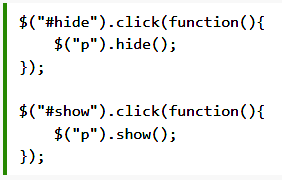 $("#hide").click(function(){
    $("p").hide();
});

$("#show").click(function(){
    $("p").show();
});